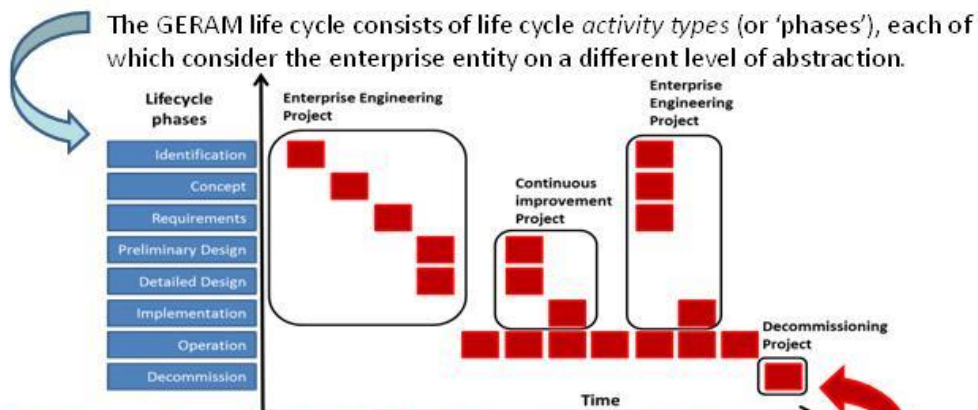 The GERAM life cycle consists of life cycle activity types (or 'phases'), each of
which consider the enterprise entity on a different level of abstraction.
Lifecycle
phases
Enterprise Engineering
Project
Enterprise
Engineering
Project
Identification
Concept
Continuous
improvement
Project
Requirements
Preliminary Design
Detailed Design
Implementation
Decommissioning
Project
Operation
Decommission
Time